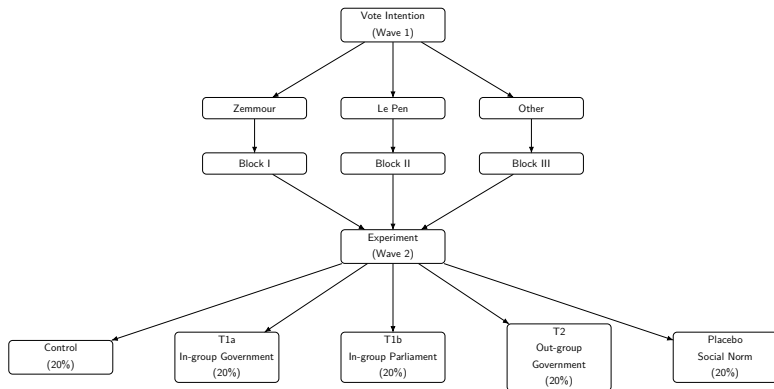 Vote Intention
(Wave 1)
Zemmour
Le Pen
Other
Block I
Block II
Block III
Experiment
(Wave 2)
Control
(20%)
T1a
In-group Government
(20%)
T1b
In-group Parliament
(20%)
T2
Out-group
Government
(20%)
Placebo
Social Norm
(20%)